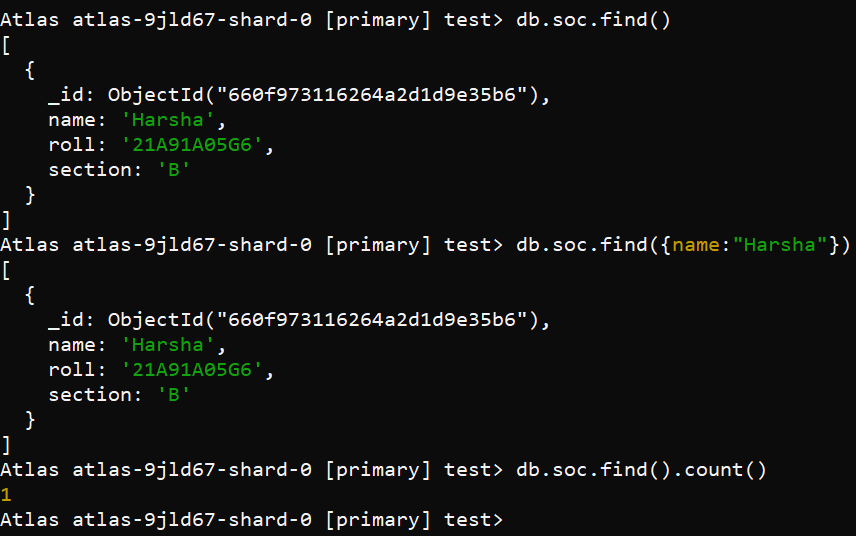 Atlas atlas-9jld67-shard-0 [primary] test> db.soc.find()
[
  {
    _id: ObjectId("660f973116264a2d1d9e35b6"),
    name: 'Harsha',
    roll: '21A91A05G6',
    section: 'B'
  }
]
Atlas atlas-9jld67-shard-0 [primary] test> db.soc.find({name:"Harsha"})
[
  {
    _id: ObjectId("660f973116264a2d1d9e35b6"),
    name: 'Harsha',
    roll: '21A91A05G6',
    section: 'B'
  }
]
Atlas atlas-9jld67-shard-0 [primary] test> db.soc.find().count()
1
Atlas atlas-9jld67-shard-0 [primary] test>